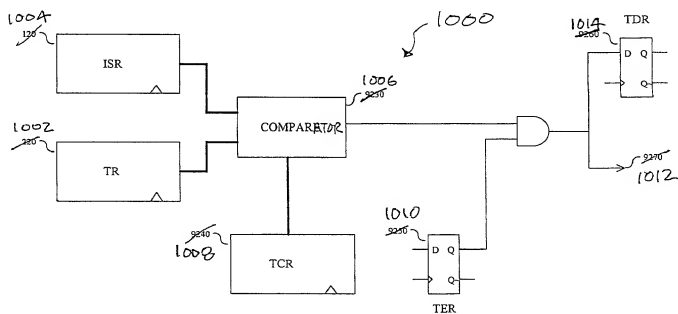 1004
120
ISR
1002
220
TR
1000
1006
9230
COMPARATOR
9240
1008
TCR
1010
9250
D Q
Q
TER
TDR
1014
9260
D Q
Q
9270
1012